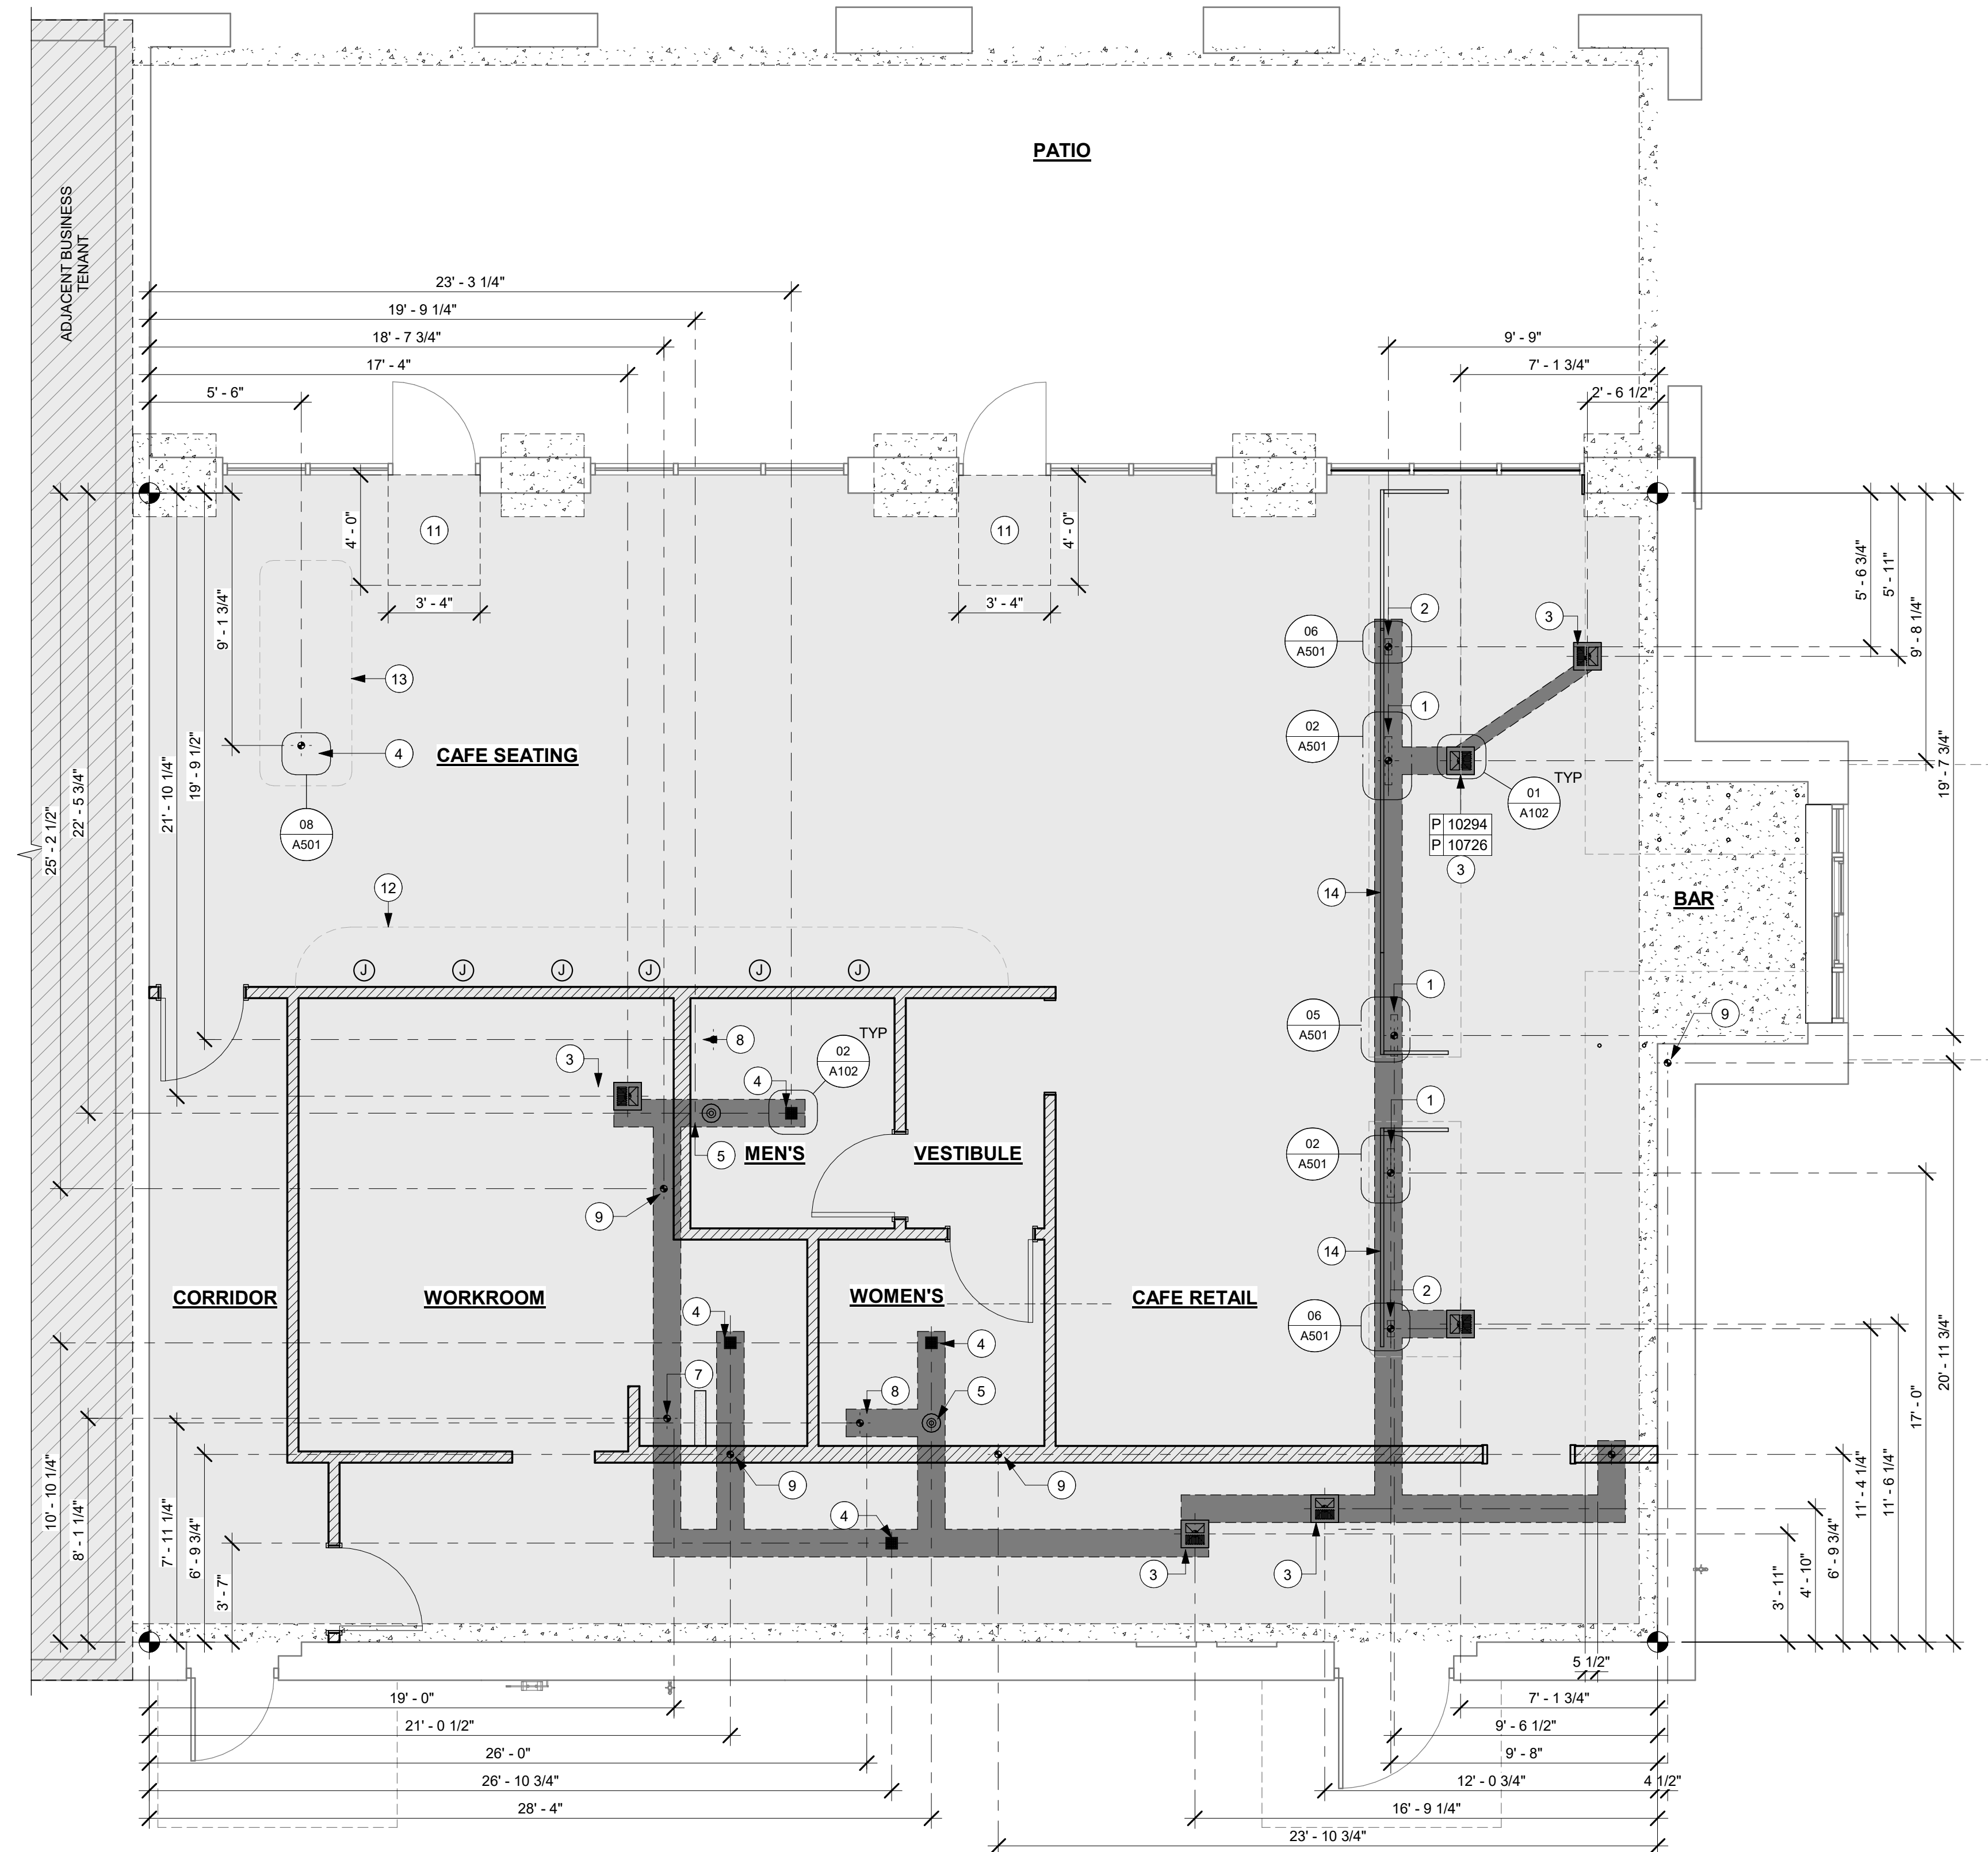 PATIO
ADJACENT BUSINESS
TENANT
23' - 3 1/4"
19' - 9 1/4"
18' - 7 3/4"
17' - 4"
5' - 6"
9' - 9"
7' - 1 3/4"
2' - 6 1/2"
4' - 0"
11
3' - 4"
11
4' - 0"
3' - 4"
9' - 1 3/4"
13
4
08
A501
CAFE SEATING
2
06
A501
3
1
02
A501
TYP
01
A102
P 10294
P 10726
3
5' - 6 3/4"
5' - 11"
9' - 8 1/4"
19' - 7 3/4"
25' - 2 1/2"
22' - 5 3/4"
21' - 10 1/4"
19' - 9 1/2"
12
14
BAR
J
J
J
J
J
J
1
05
A501
9
8
TYP
02
A102
3
4
5
MEN'S
VESTIBULE
1
02
A501
9
14
CORRIDOR
WORKROOM
WOMEN'S
CAFE RETAIL
2
06
A501
4
4
7
8
5
9
9
4
3
3
10' - 10 1/4"
8' - 1 1/4"
7' - 11 1/4"
6' - 9 3/4"
3' - 7"
3' - 11"
4' - 10"
6' - 9 3/4"
11' - 4 1/4"
11' - 6 1/4"
17' - 0"
20' - 11 3/4"
5 1/2"
19' - 0"
7' - 1 3/4"
21' - 0 1/2"
9' - 6 1/2"
26' - 0"
9' - 8"
26' - 10 3/4"
12' - 0 3/4"
4 1/2"
28' - 4"
16' - 9 1/4"
23' - 10 3/4"